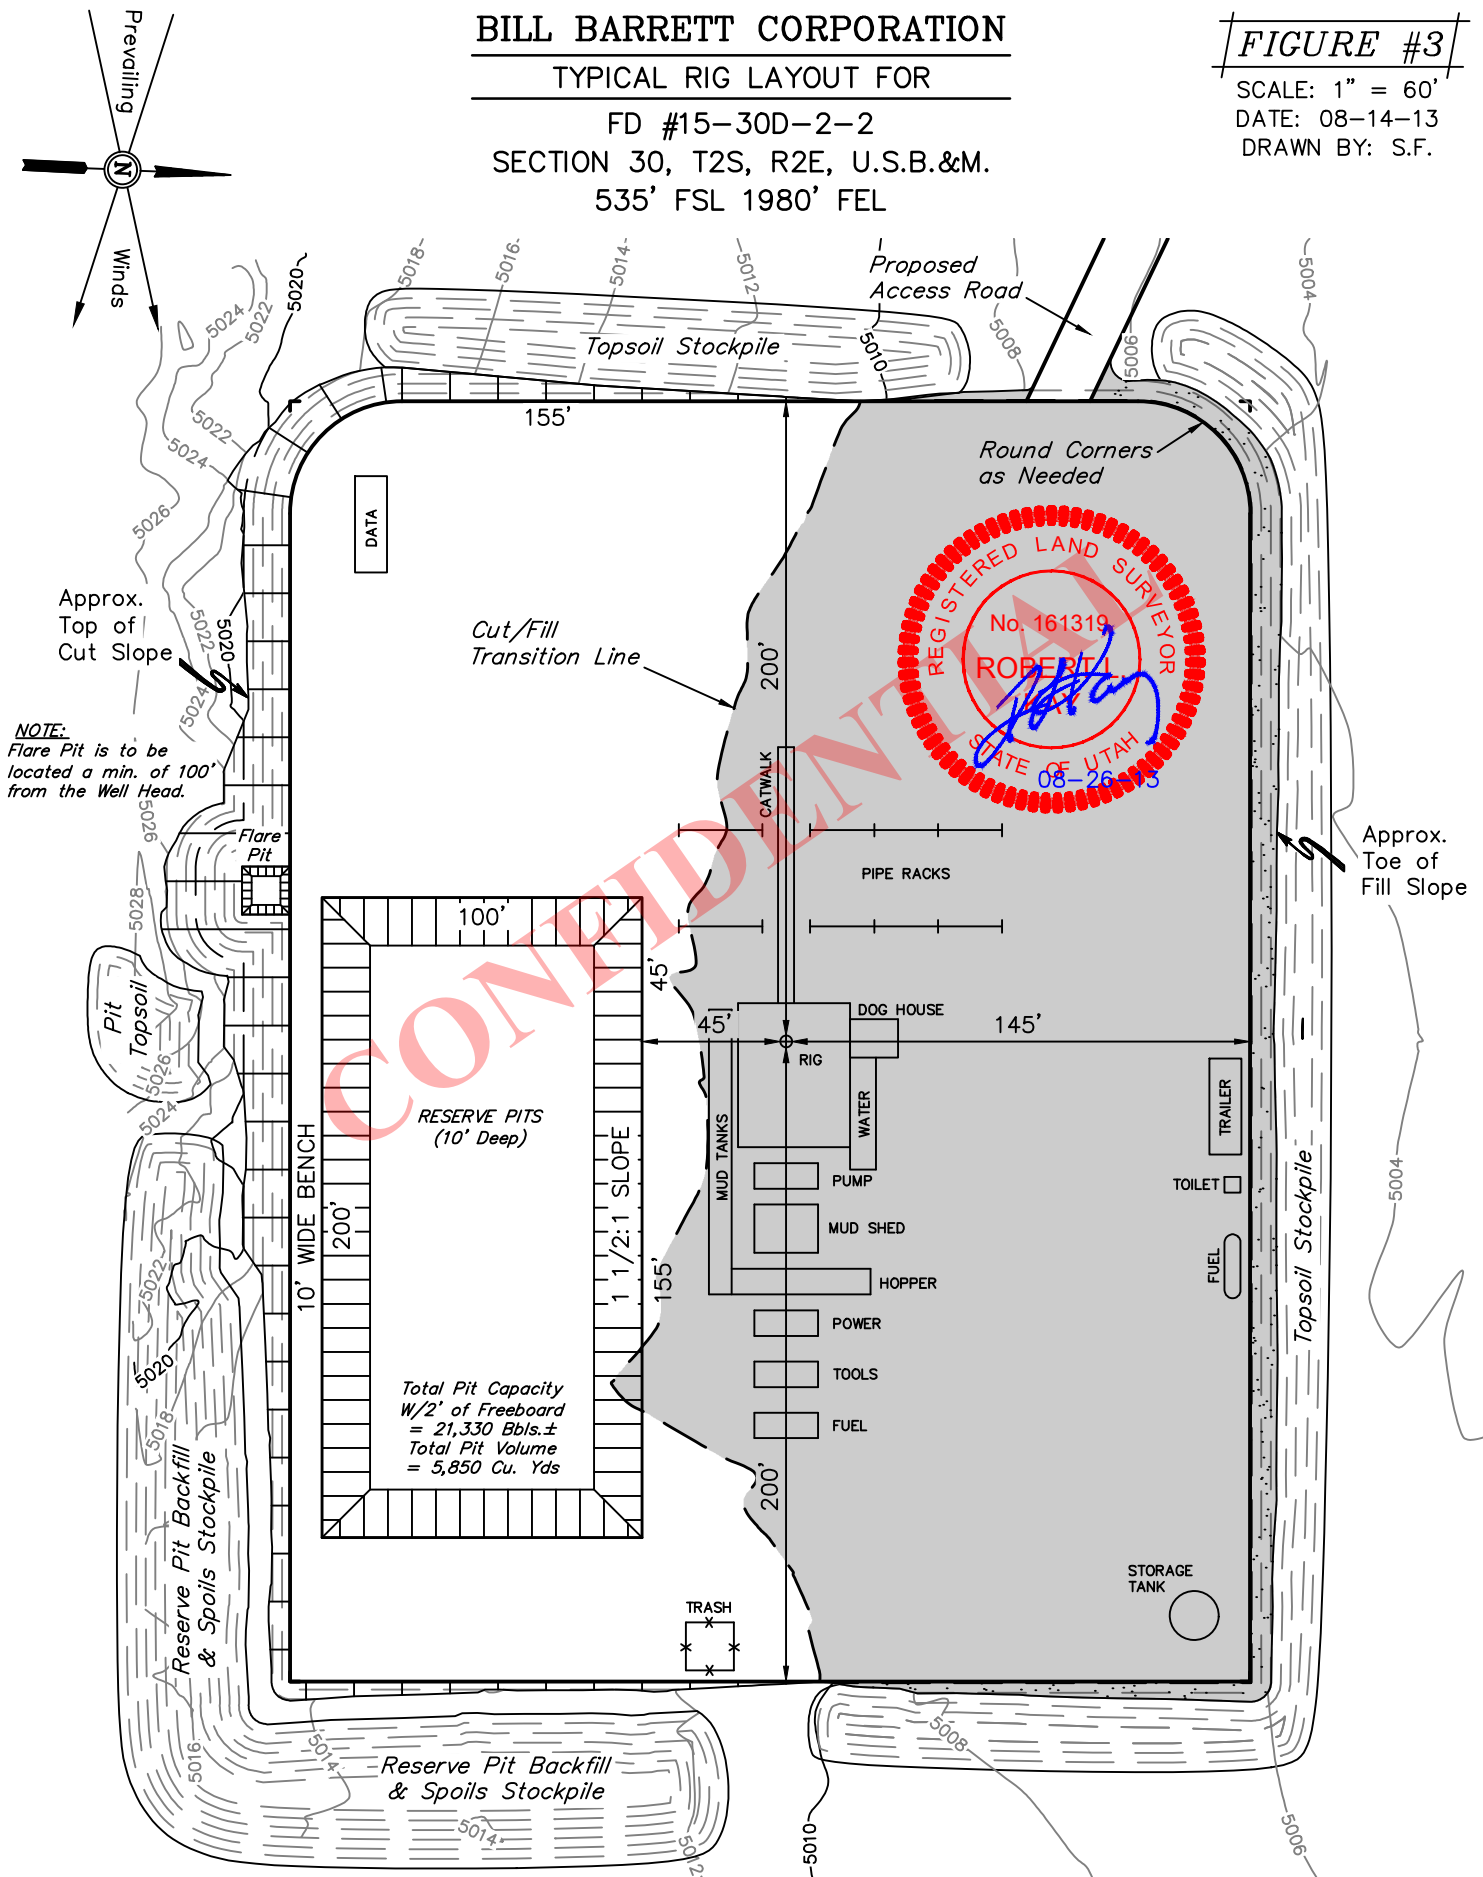 BILL BARRETT CORPORATION
TYPICAL RIG LAYOUT FOR
FD #15-30D-2-2
SECTION 30, T2S, R2E, U.S.B.&M.
535' FSL 1980' FEL
FIGURE #3
SCALE: 1" = 60'
DATE: 08-14-13
DRAWN BY: S.F.
Prevailing
N
Winds
5018
5016
5014
5012
Proposed
Access Road
5004
5020
5022
5024
5008
5010
5006
Topsoil Stockpile
155'
Round Corners
as Needed
5022
5024
5026
DATA
REGISTERED LAND SURVEYOR
No. 161319
ROBERT L.
KAY
STATE OF UTAH
08-26-13
CONFIDENTIAL
Approx.
Top of
Cut Slope
5022
5020
5024
Cut/Fill
Transition Line
200'
NOTE:
Flare Pit is to be
located a min. of 100'
from the Well Head.
5026
Flare
Pit
CATWALK
PIPE RACKS
Approx.
Toe of
Fill Slope
5028
100'
45'
Pit
Topsoil
45'
DOG HOUSE
145'
RIG
5026
5024
RESERVE PITS
(10' Deep)
MUD TANKS
WATER
TRAILER
PUMP
TOILET
5004
10' WIDE BENCH
200'
1 1/2:1 SLOPE
155'
MUD SHED
Topsoil Stockpile
5022
HOPPER
FUEL
POWER
5020
TOOLS
Total Pit Capacity
W/2' of Freeboard
= 21,330 Bbls.±
Total Pit Volume
= 5,850 Cu. Yds
FUEL
5018
200'
Reserve Pit Backfill
& Spoils Stockpile
STORAGE
TANK
TRASH
5016
5014
Reserve Pit Backfill
& Spoils Stockpile
5008
5014
5012
5010
5006